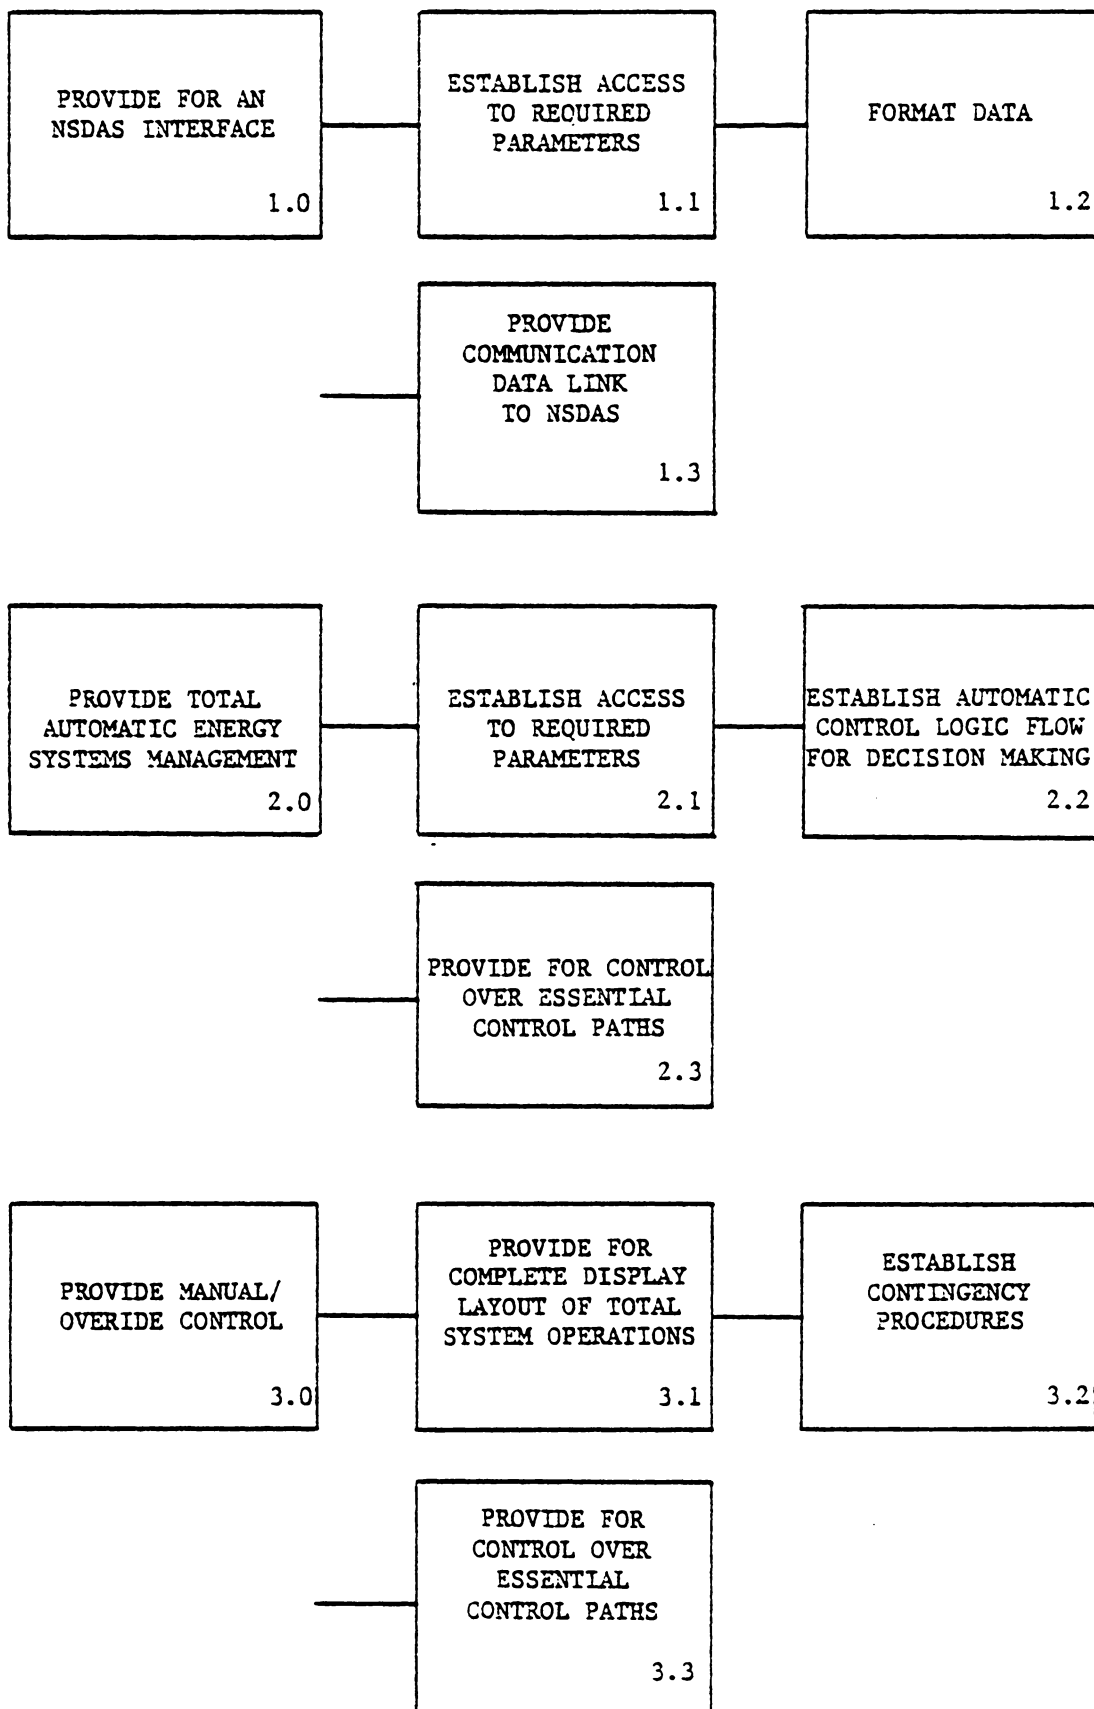 PROVIDE FOR AN
NSDAS INTERFACE
1.0
ESTABLISH ACCESS
TO REQUIRED
PARAMETERS
1.1
FORMAT DATA
1.2
PROVIDE
COMMUNICATION
DATA LINK
TO NSDAS
1.3
PROVIDE TOTAL
AUTOMATIC ENERGY
SYSTEMS MANAGEMENT
2.0
ESTABLISH ACCESS
TO REQUIRED
PARAMETERS
2.1
ESTABLISH AUTOMATIC
CONTROL LOGIC FLOW
FOR DECISION MAKING
2.2
PROVIDE FOR CONTROL
OVER ESSENTIAL
CONTROL PATHS
2.3
PROVIDE MANUAL/
OVERIDE CONTROL
3.0
PROVIDE FOR
COMPLETE DISPLAY
LAYOUT OF TOTAL
SYSTEM OPERATIONS
3.1
ESTABLISH
CONTINGENCY
PROCEDURES
3.2
PROVIDE FOR
CONTROL OVER
ESSENTIAL
CONTROL PATHS
3.3